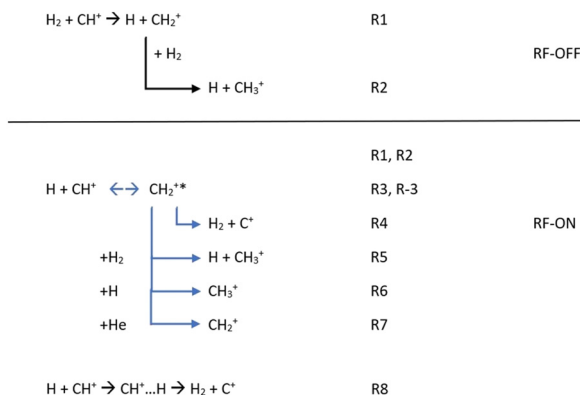 H₂ + CH⁺ → H + CH₂⁺ R1
+ H₂ RF-OFF
H + CH₃⁺ R2
R1, R2
H + CH⁺ ↔ CH₂⁺* R3, R-3
H₂ + C⁺ R4 RF-ON
+H₂ H + CH₃⁺ R5
+H CH₃⁺ R6
+He CH₂⁺ R7
H + CH⁺ → CH⁺...H → H₂ + C⁺ R8